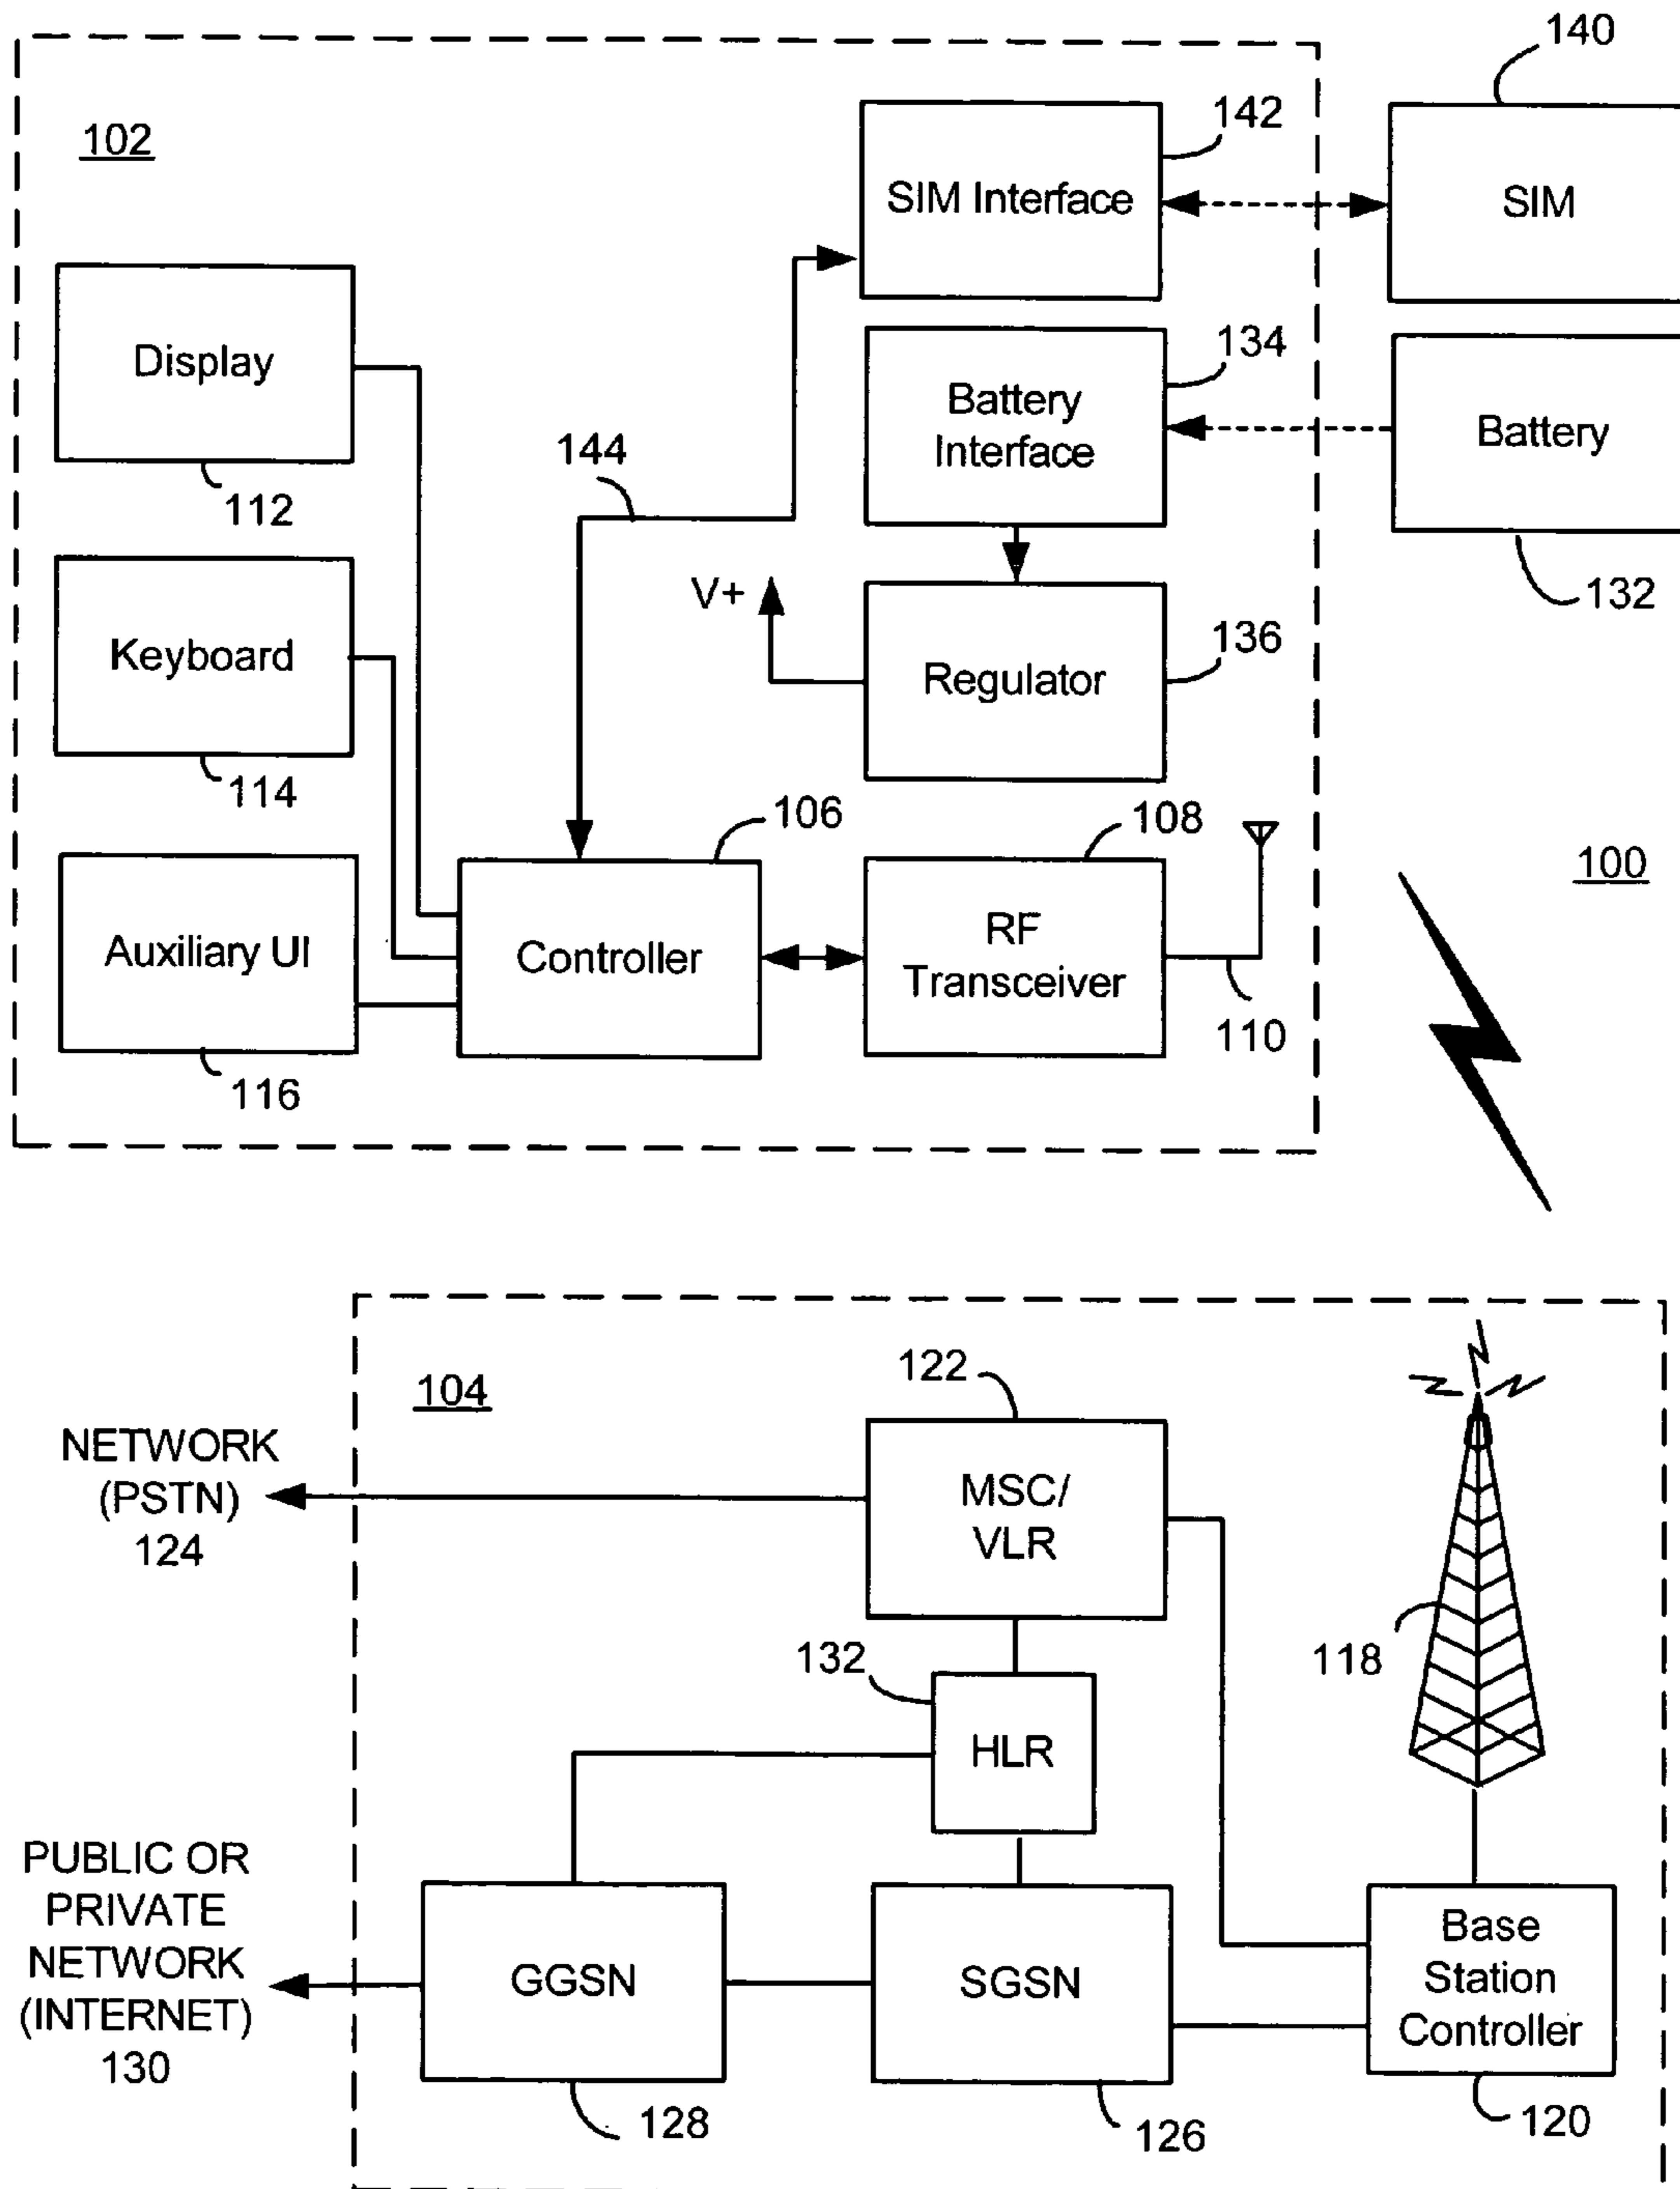 140
102
142
SIM Interface
SIM
Display
134
Battery
Interface
Battery
144
112
V+
132
Keyboard
136
Regulator
114
106
108
100
Auxiliary UI
Controller
RF
Transceiver
110
116
122
104
NETWORK
(PSTN)
124
MSC/
VLR
132
118
HLR
PUBLIC OR
PRIVATE
NETWORK
(INTERNET)
130
GGSN
SGSN
Base
Station
Controller
128
126
120